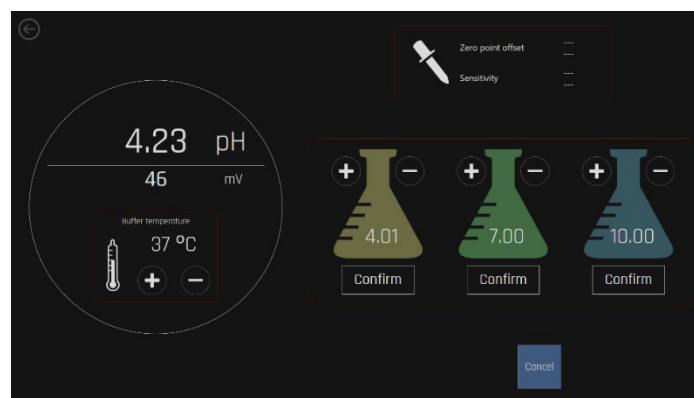 Zero point offset ---
---
Sensitivity ---
---
4.23 pH
46 mV
Buffer temperature
37 °C
+ −
+ − + − + −
4.01 7.00 10.00
Confirm Confirm Confirm
Cancel